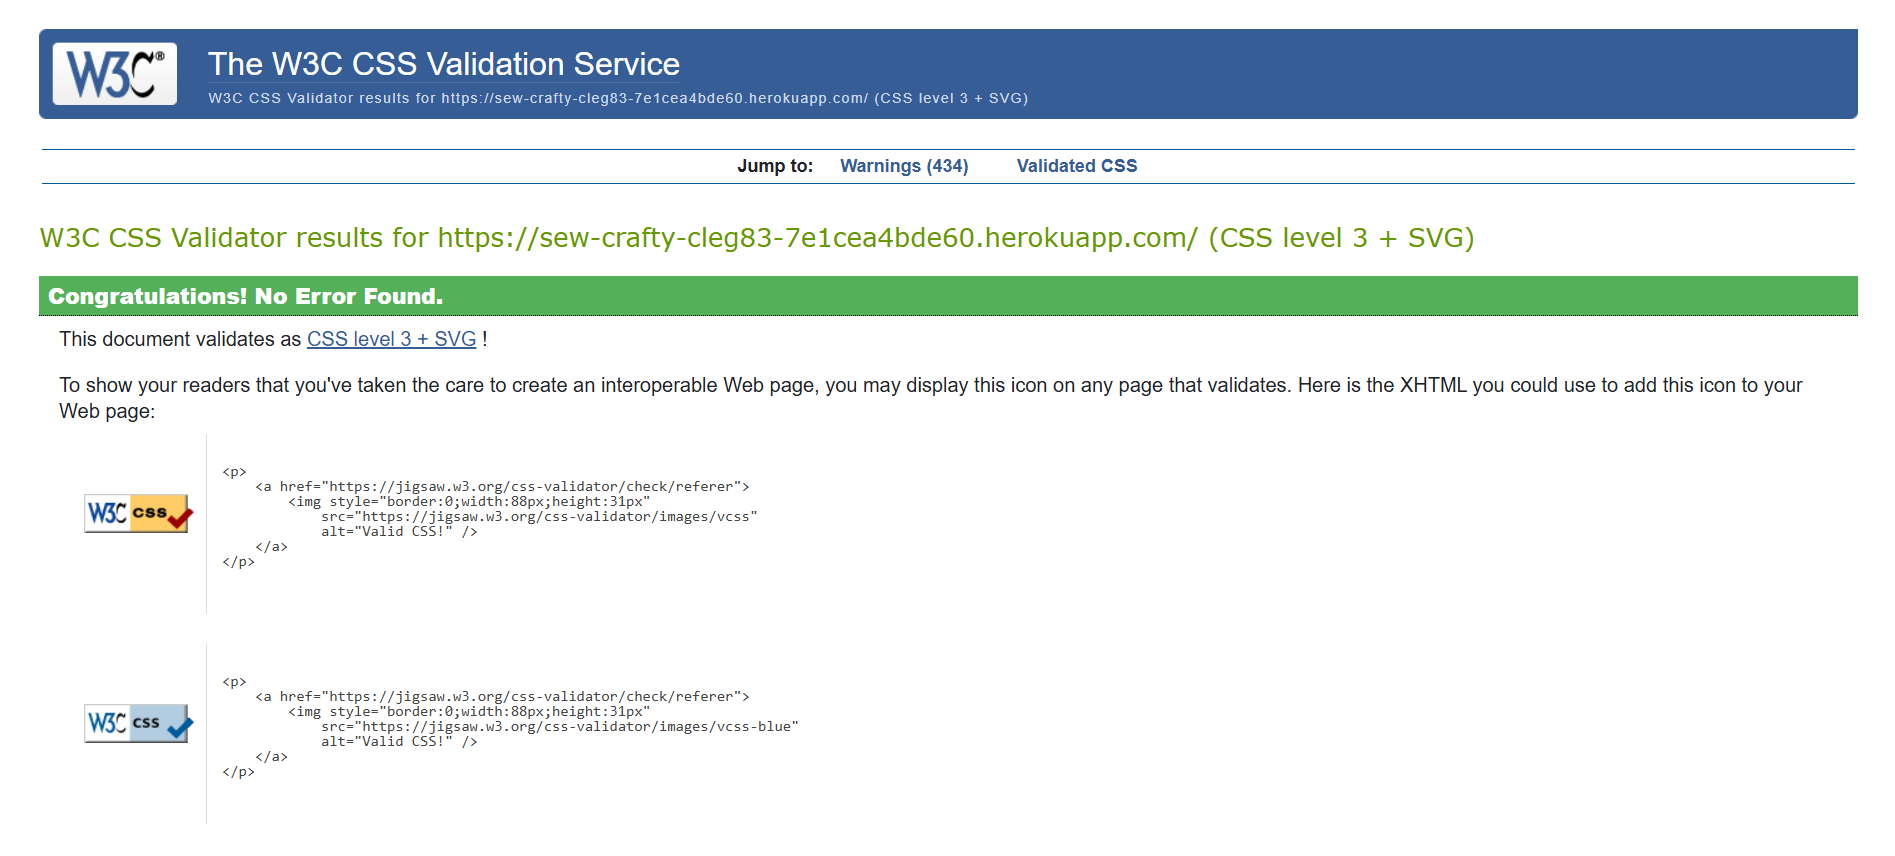 W3C®
The W3C CSS Validation Service
W3C CSS Validator results for https://sew-crafty-cleg83-7e1cea4bde60.herokuapp.com/ (CSS level 3 + SVG)
Jump to: Warnings (434) Validated CSS
W3C CSS Validator results for https://sew-crafty-cleg83-7e1cea4bde60.herokuapp.com/ (CSS level 3 + SVG)
Congratulations! No Error Found.
This document validates as CSS level 3 + SVG !
To show your readers that you've taken the care to create an interoperable Web page, you may display this icon on any page that validates. Here is the XHTML you could use to add this icon to your
Web page:
W3C css
<p>
    <a href="https://jigsaw.w3.org/css-validator/check/referer">
        <img style="border:0;width:88px;height:31px"
            src="https://jigsaw.w3.org/css-validator/images/vcss"
            alt="Valid CSS!" />
    </a>
</p>
W3C css
<p>
    <a href="https://jigsaw.w3.org/css-validator/check/referer">
        <img style="border:0;width:88px;height:31px"
            src="https://jigsaw.w3.org/css-validator/images/vcss-blue"
            alt="Valid CSS!" />
    </a>
</p>